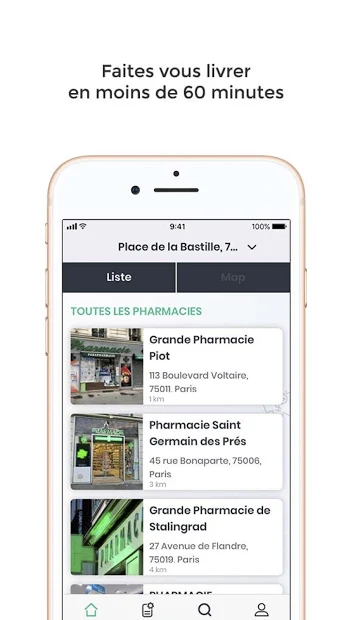 Faites vous livrer
en moins de 60 minutes
9:41
100%
Place de la Bastille, 7...
Liste
Map
TOUTES LES PHARMACIES
Grande Pharmacie
Piot
113 Boulevard Voltaire,
75011, Paris
1 km
Pharmacie Saint
Germain des Prés
45 rue Bonaparte, 75006,
Paris
3 km
Grande Pharmacie de
Stalingrad
27 Avenue de Flandre,
75019, Paris
4 km
PHARMACIE